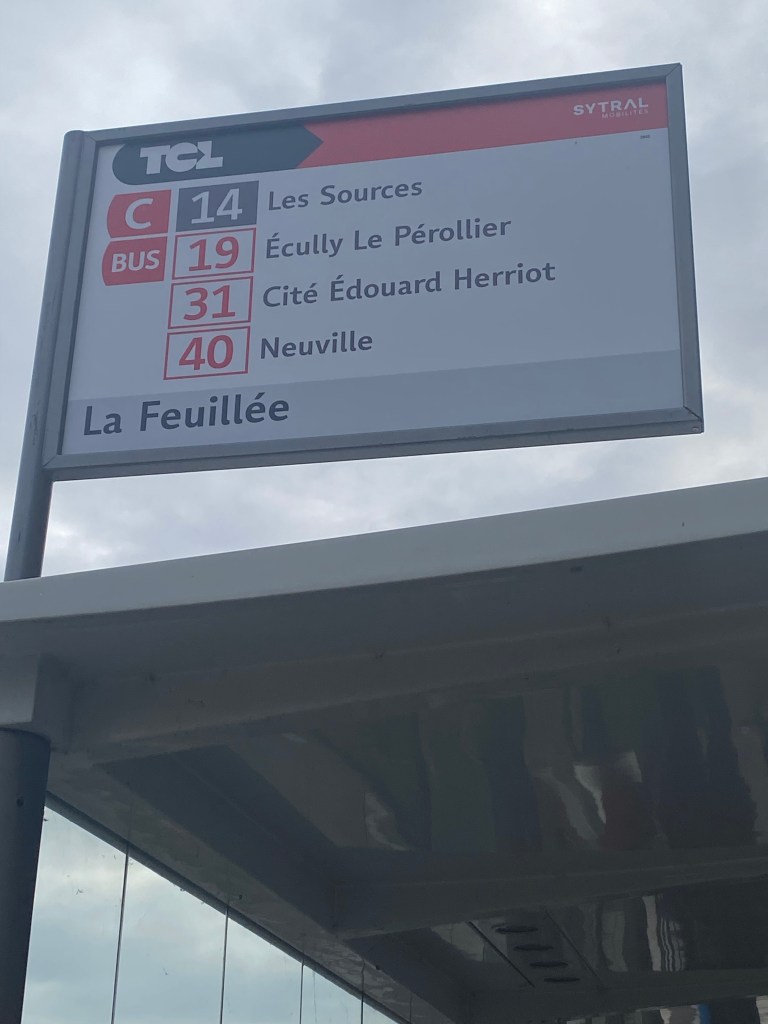 TCL
SYTRAL
MOBILITÉS
C 14 Les Sources
BUS 19 Écully Le Pérollier
31 Cité Édouard Herriot
40 Neuville
La Feuillée